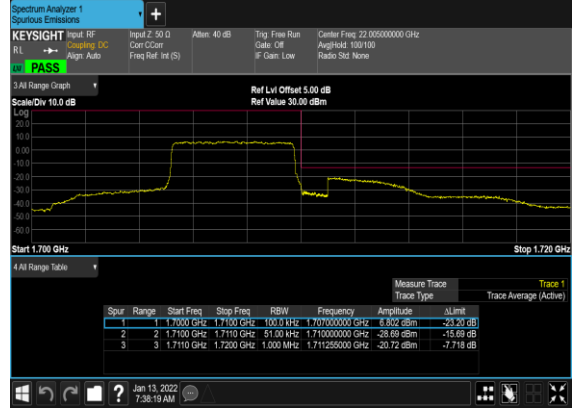 Spectrum Analyzer 1
Spurious Emissions
KEYSIGHT Input: RF Input Z: 50 Ω Atten: 40 dB Trig: Free Run Center Freq: 22.005000000 GHz
RL Coupling: DC Corr CCorr Gate: Off Avg|Hold: 100/100
Align: Auto Freq Ref: Int (S) IF Gain: Low Radio Std: None
PASS
3 All Range Graph
Ref Lvl Offset 5.00 dB
Scale/Div 10.0 dB Ref Value 30.00 dBm
Log
20.0
10.0
0.00
-10.0
-20.0
-30.0
-40.0
-50.0
-60.0
Start 1.700 GHz Stop 1.720 GHz
4 All Range Table
Measure Trace Trace 1
Trace Type Trace Average (Active)
Spur Range Start Freq Stop Freq RBW Frequency Amplitude ΔLimit
1 1 1.7000 GHz 1.7100 GHz 100.0 kHz 1.707000000 GHz 6.802 dBm -23.20 dB
2 2 1.7100 GHz 1.7110 GHz 51.00 kHz 1.710000000 GHz -28.69 dBm -15.69 dB
3 3 1.7110 GHz 1.7200 GHz 1.000 MHz 1.711255000 GHz -20.72 dBm -7.718 dB
?
Jan 13, 2022
7:38:19 AM